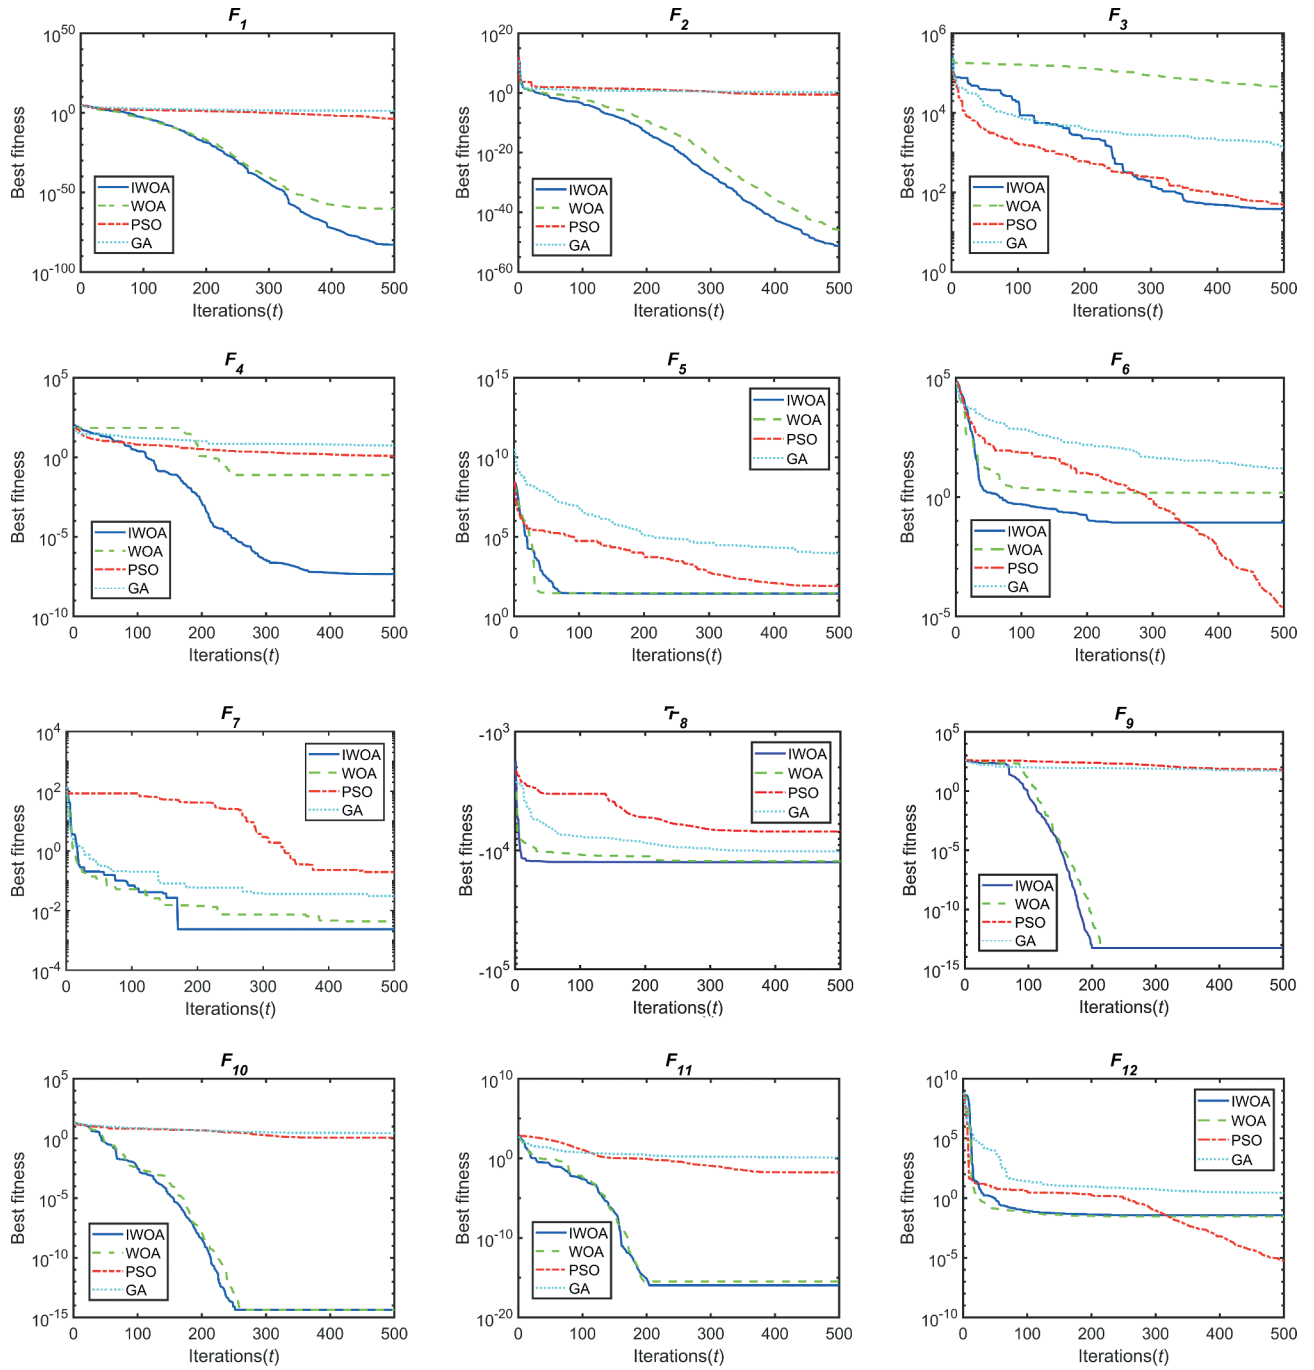 F1
10^50
10^0
10^-50
10^-100
Best fitness
IWOA
WOA
PSO
GA
0 100 200 300 400 500
Iterations(t)
F2
10^20
10^0
10^-20
10^-40
10^-60
Best fitness
IWOA
WOA
PSO
GA
0 100 200 300 400 500
Iterations(t)
F3
10^6
10^4
10^2
10^0
Best fitness
IWOA
WOA
PSO
GA
0 100 200 300 400 500
Iterations(t)
F4
10^5
10^0
10^-5
10^-10
Best fitness
IWOA
WOA
PSO
GA
0 100 200 300 400 500
Iterations(t)
F5
10^15
10^10
10^5
10^0
Best fitness
IWOA
WOA
PSO
GA
0 100 200 300 400 500
Iterations(t)
F6
10^5
10^0
10^-5
Best fitness
IWOA
WOA
PSO
GA
0 100 200 300 400 500
Iterations(t)
F7
10^4
10^2
10^0
10^-2
10^-4
Best fitness
IWOA
WOA
PSO
GA
0 100 200 300 400 500
Iterations(t)
F8
-10^3
-10^4
-10^5
Best fitness
IWOA
WOA
PSO
GA
0 100 200 300 400 500
Iterations(t)
F9
10^5
10^0
10^-5
10^-10
10^-15
Best fitness
IWOA
WOA
PSO
GA
0 100 200 300 400 500
Iterations(t)
F10
10^5
10^0
10^-5
10^-10
10^-15
Best fitness
IWOA
WOA
PSO
GA
0 100 200 300 400 500
Iterations(t)
F11
10^10
10^0
10^-10
10^-20
Best fitness
IWOA
WOA
PSO
GA
0 100 200 300 400 500
Iterations(t)
F12
10^10
10^5
10^0
10^-5
10^-10
Best fitness
IWOA
WOA
PSO
GA
0 100 200 300 400 500
Iterations(t)